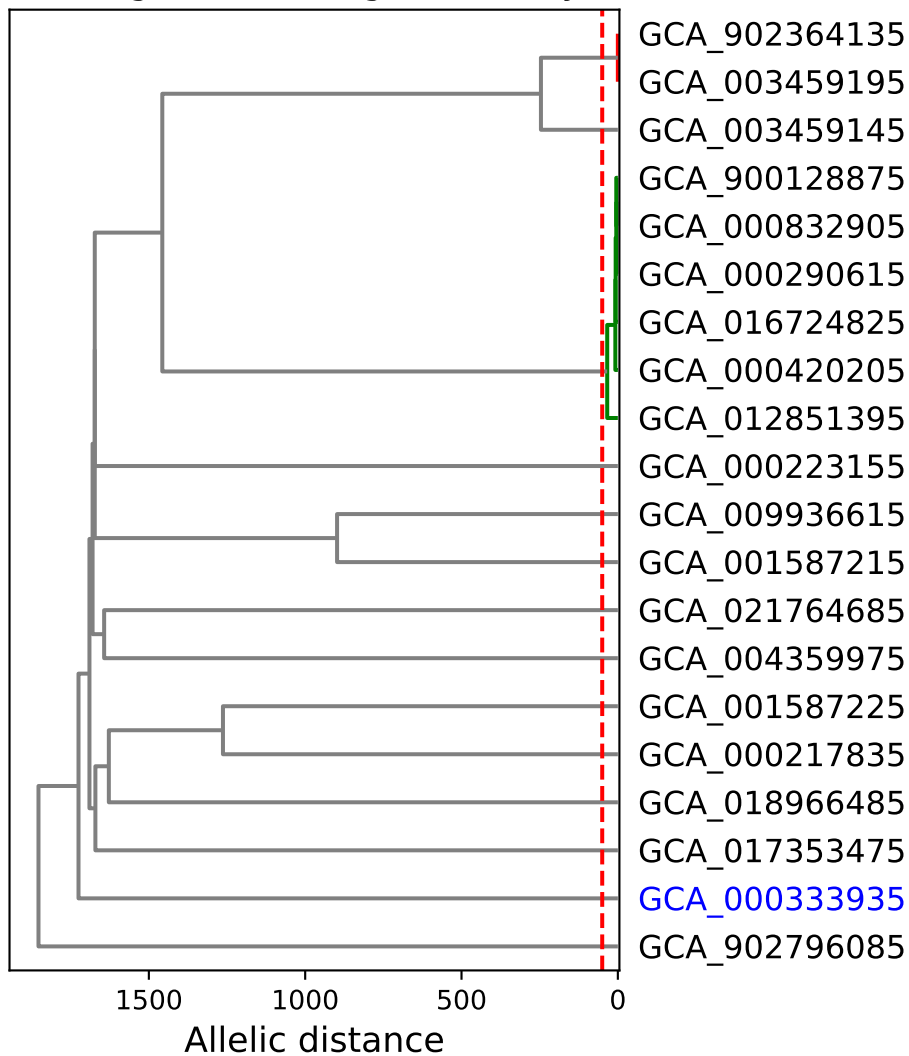 GCA_902364135
GCA_003459195
GCA_003459145
GCA_900128875
GCA_000832905
GCA_000290615
GCA_016724825
GCA_000420205
GCA_012851395
GCA_000223155
GCA_009936615
GCA_001587215
GCA_021764685
GCA_004359975
GCA_001587225
GCA_000217835
GCA_018966485
GCA_017353475
GCA_000333935
GCA_902796085
1500 1000 500 0
Allelic distance